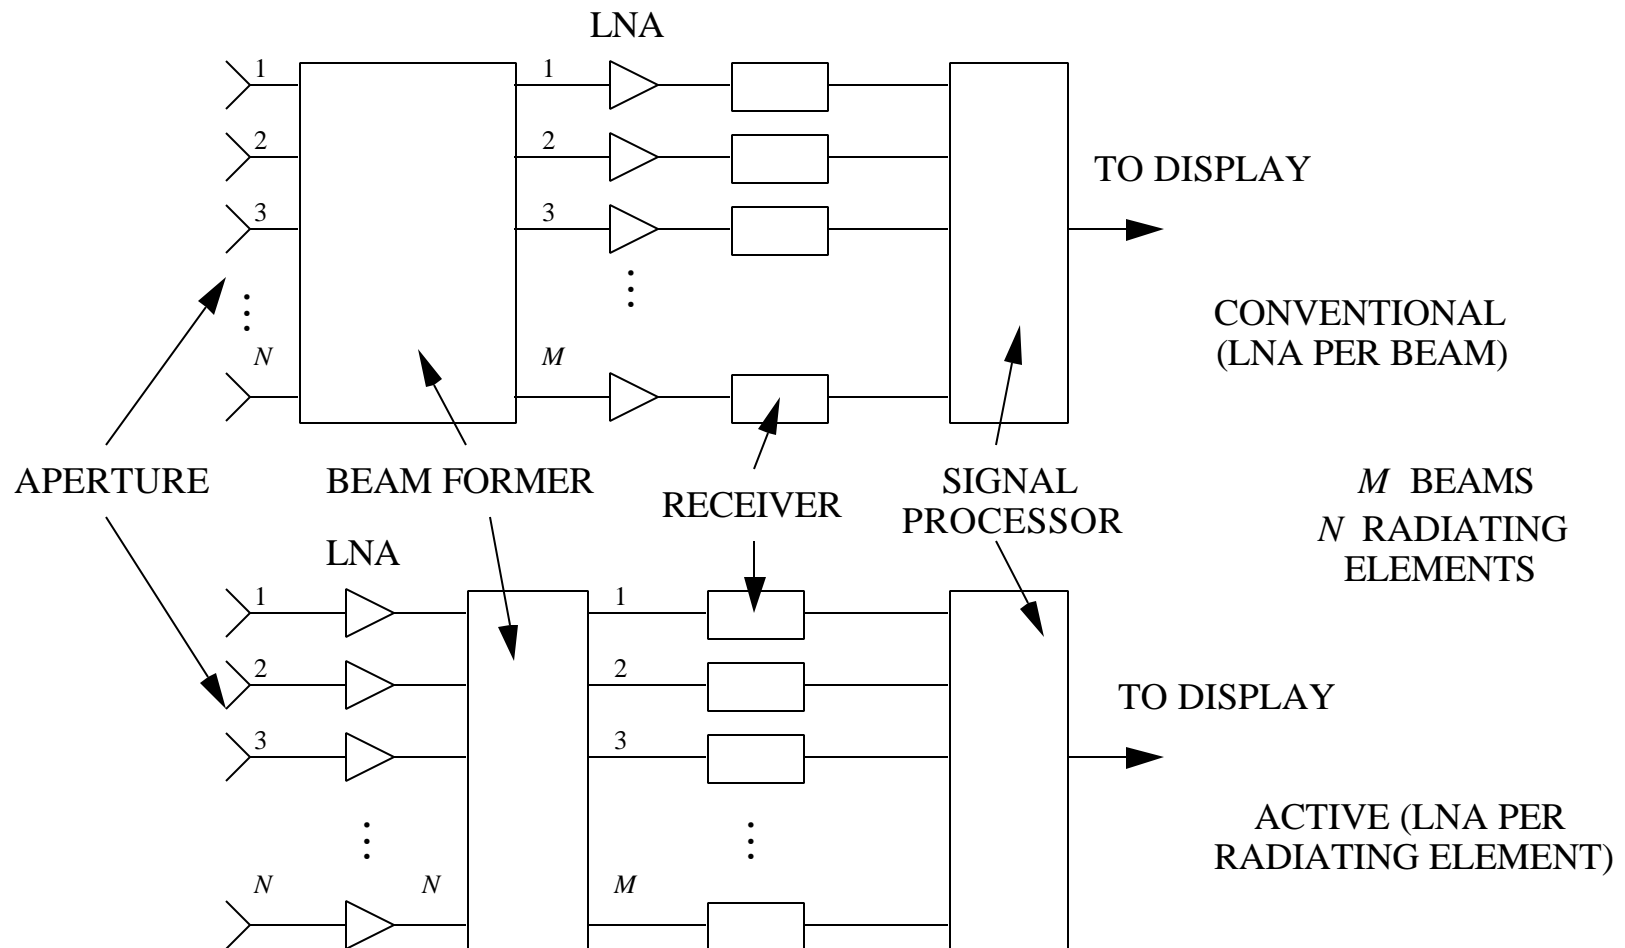 LNA
1
1
2
2
3
3
TO DISPLAY
N
M
CONVENTIONAL
(LNA PER BEAM)
APERTURE
BEAM FORMER
RECEIVER
SIGNAL
PROCESSOR
M BEAMS
N RADIATING
ELEMENTS
LNA
1
1
2
2
3
3
TO DISPLAY
ACTIVE (LNA PER
RADIATING ELEMENT)
N
N
M